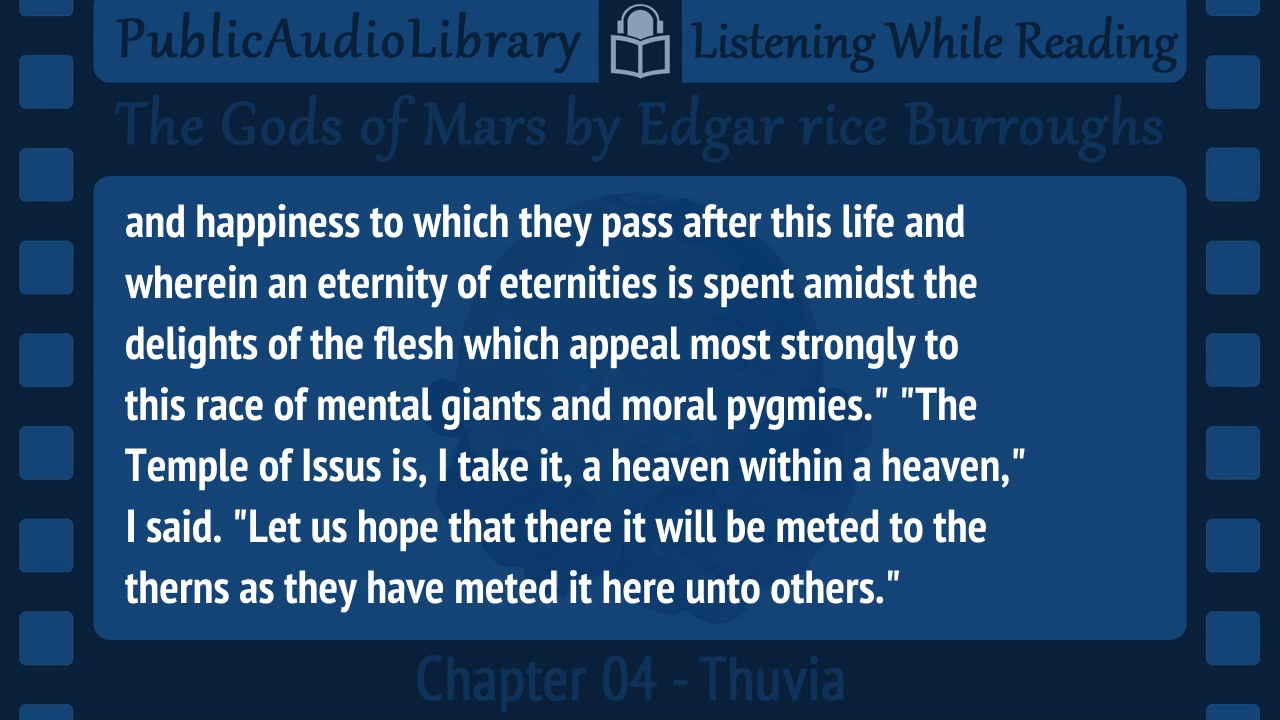 PublicAudioLibrary Listening While Reading
The Gods of Mars by Edgar rice Burroughs
and happiness to which they pass after this life and
wherein an eternity of eternities is spent amidst the
delights of the flesh which appeal most strongly to
this race of mental giants and moral pygmies." "The
Temple of Issus is, I take it, a heaven within a heaven,"
I said. "Let us hope that there it will be meted to the
therns as they have meted it here unto others."
Chapter 04 - Thuvia